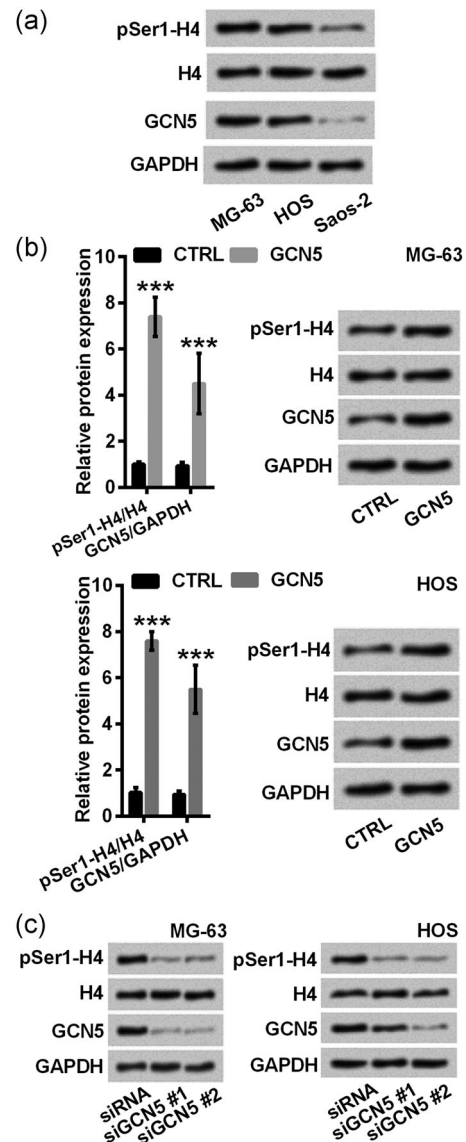 (a)
pSer1-H4
H4
GCN5
GAPDH
MG-63 HOS Saos-2
(b)
CTRL GCN5 MG-63
Relative protein expression
10
8
6
4
2
0
*** ***
pSer1-H4/H4
GCN5/GAPDH
pSer1-H4
H4
GCN5
GAPDH
CTRL GCN5
CTRL GCN5 HOS
Relative protein expression
10
8
6
4
2
0
*** ***
pSer1-H4/H4
GCN5/GAPDH
pSer1-H4
H4
GCN5
GAPDH
CTRL GCN5
(c)
MG-63
pSer1-H4
H4
GCN5
GAPDH
siRNA
siGCN5 #1
siGCN5 #2
HOS
pSer1-H4
H4
GCN5
GAPDH
siRNA
siGCN5 #1
siGCN5 #2